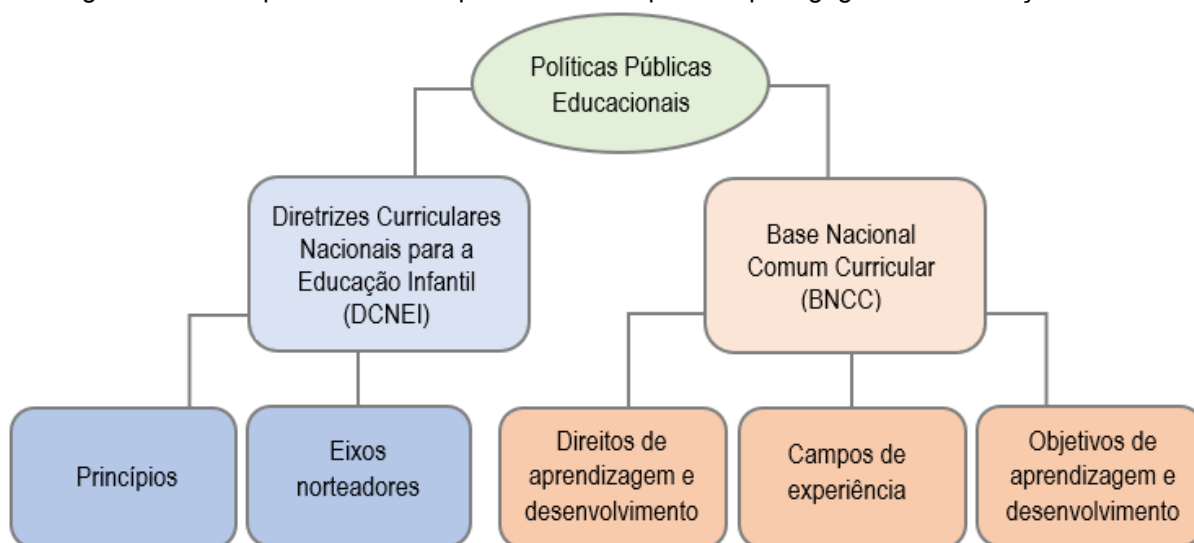 Políticas Públicas
Educacionais
Diretrizes Curriculares
Nacionais para a
Educação Infantil
(DCNEI)
Base Nacional
Comum Curricular
(BNCC)
Princípios
Eixos
norteadores
Direitos de
aprendizagem e
desenvolvimento
Campos de
experiência
Objetivos de
aprendizagem e
desenvolvimento